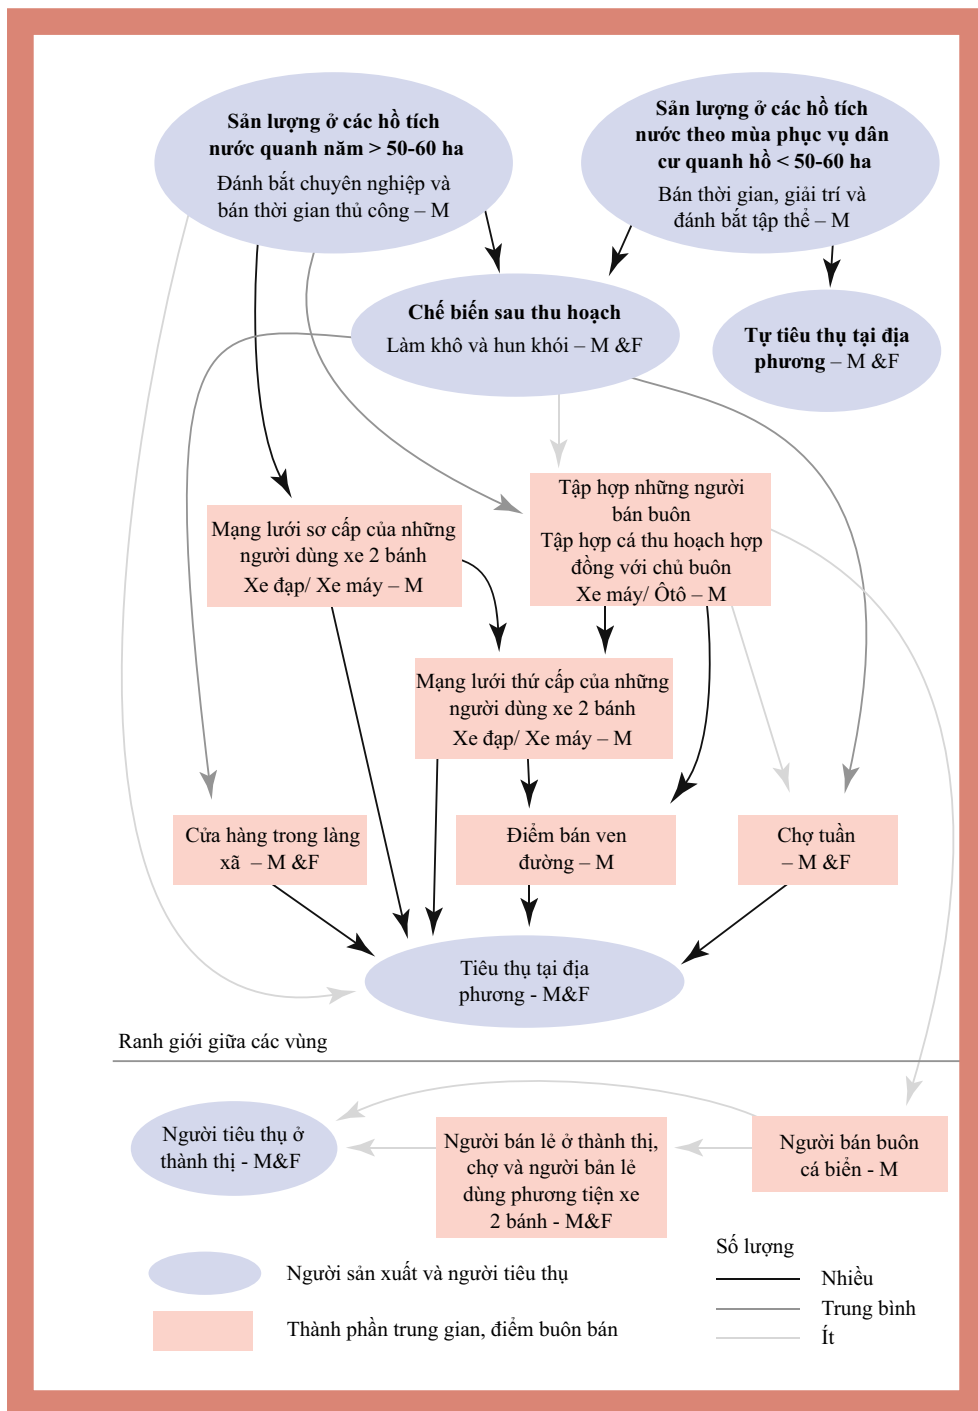 Sản lượng ở các hồ tích
nước quanh năm > 50-60 ha
Đánh bắt chuyên nghiệp và
bán thời gian thủ công – M
Sản lượng ở các hồ tích
nước theo mùa phục vụ dân
cư quanh hồ < 50-60 ha
Bán thời gian, giải trí và
đánh bắt tập thể – M
Chế biến sau thu hoạch
Làm khô và hun khói – M &F
Tự tiêu thụ tại địa
phương – M &F
Tập hợp những người
bán buôn
Tập hợp cá thu hoạch hợp
đồng với chủ buôn
Xe máy/ Ôtô – M
Mạng lưới sơ cấp của những
người dùng xe 2 bánh
Xe đạp/ Xe máy – M
Mạng lưới thứ cấp của những
người dùng xe 2 bánh
Xe đạp/ Xe máy – M
Cửa hàng trong làng
xã – M &F
Điểm bán ven
đường – M
Chợ tuần
– M &F
Tiêu thụ tại địa
phương - M&F
Ranh giới giữa các vùng
Người tiêu thụ ở
thành thị - M&F
Người bán lẻ ở thành thị,
chợ và người bản lẻ
dùng phương tiện xe
2 bánh - M&F
Người bán buôn
cá biển - M
Số lượng
Người sản xuất và người tiêu thụ
Nhiều
Trung bình
Thành phần trung gian, điểm buôn bán
Ít